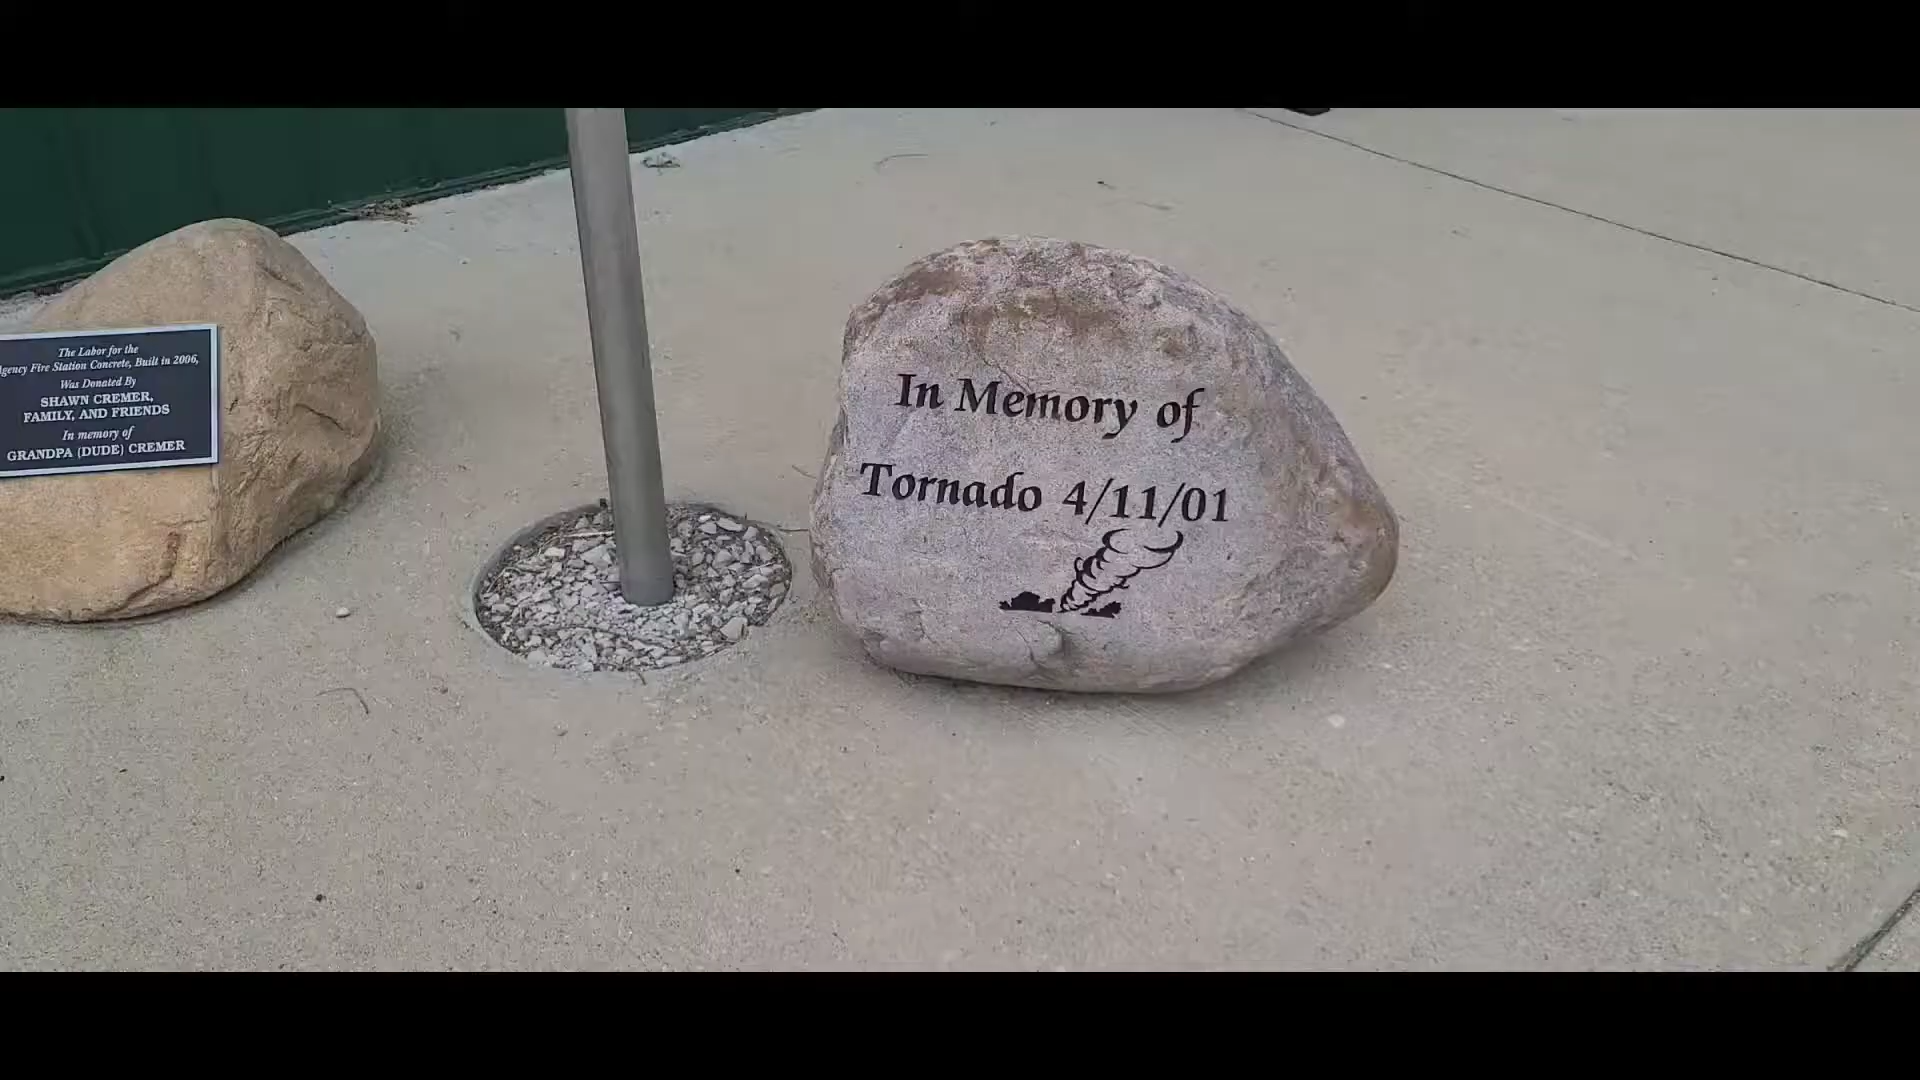 The Labor for the
gency Fire Station Concrete, Built in 2006,
Was Donated By
SHAWN CREMER,
FAMILY, AND FRIENDS
In memory of
GRANDPA (DUDE) CREMER
In Memory of
Tornado 4/11/01